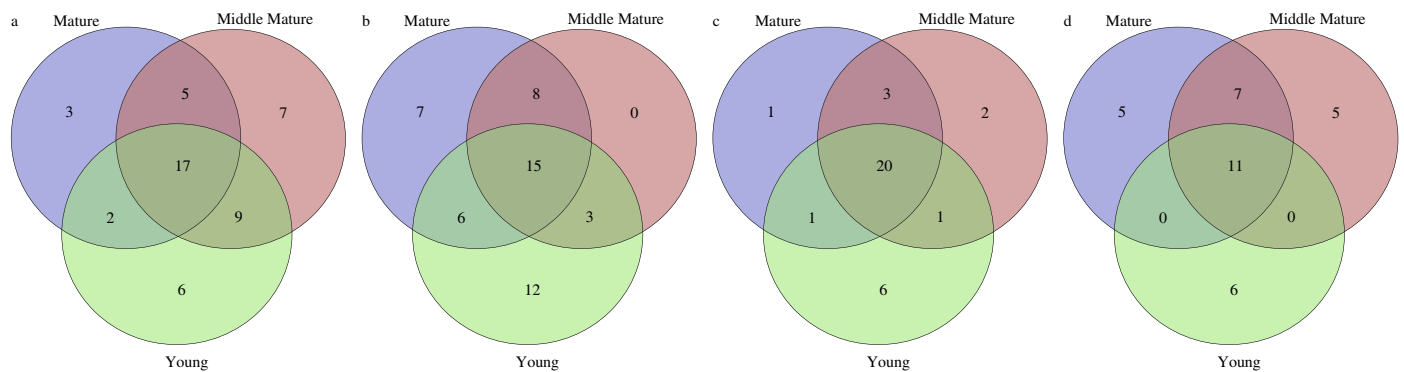 a Mature Middle Mature
5
3 7
17
2 9
6
Young
b Mature Middle Mature
8
7 0
15
6 3
12
Young
c Mature Middle Mature
3
1 2
20
1 1
6
Young
d Mature Middle Mature
7
5 5
11
0 0
6
Young